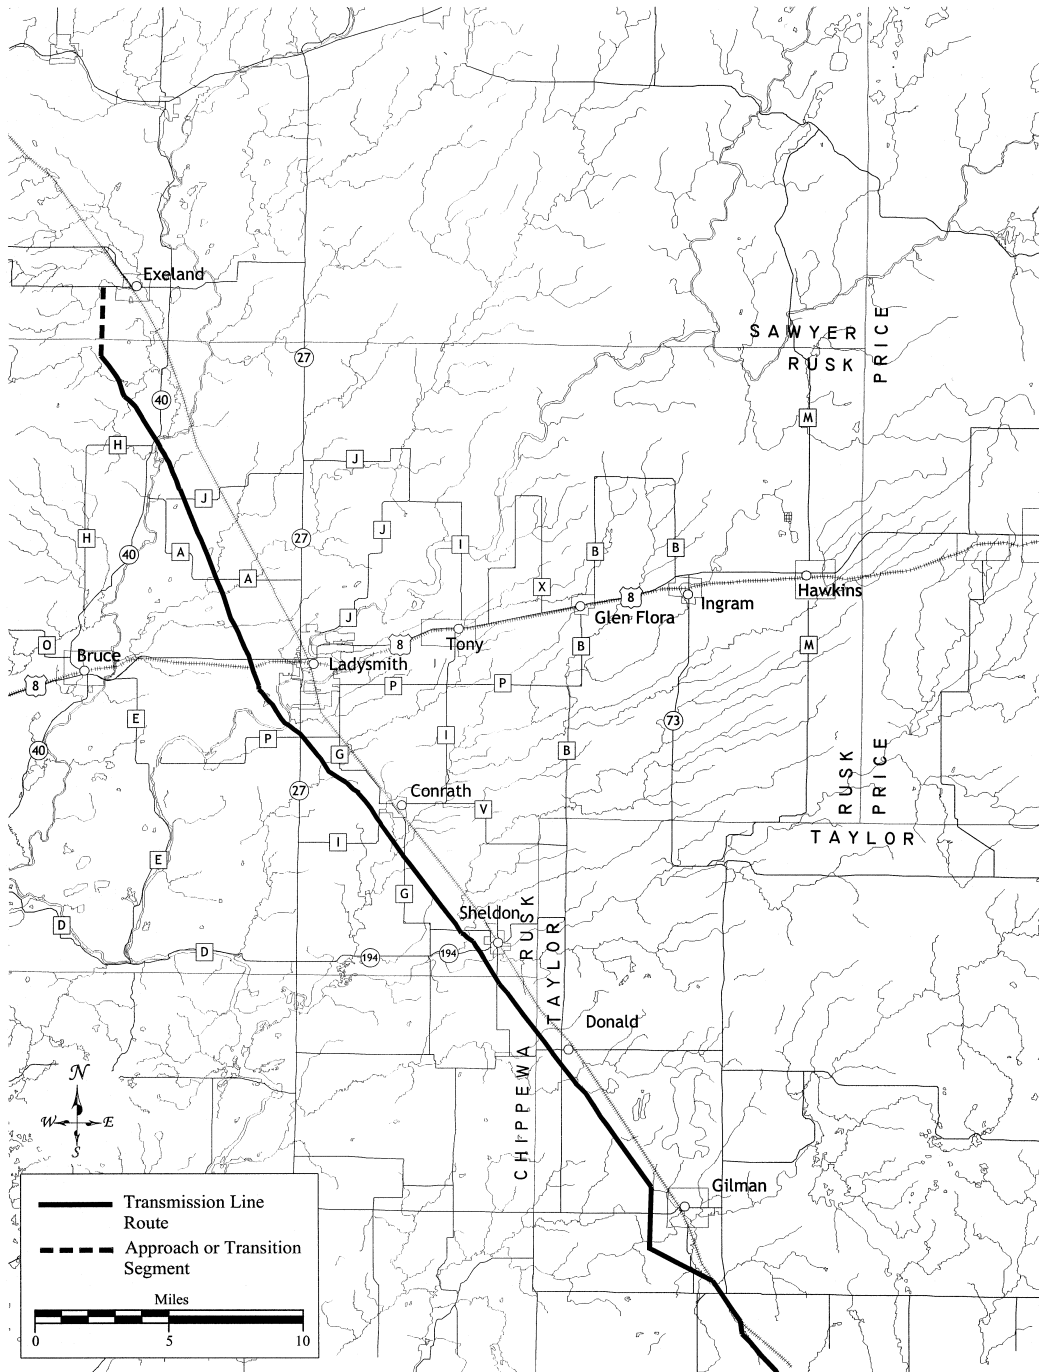 Exeland
SAWYER
RUSK
PRICE
27
40
M
H
J
J
H
40
A
A
27
J
I
X
B
B
J
8
Hawkins
Ingram
Glen Flora
O
Bruce
8
Tony
Ladysmith
B
M
8
P
P
E
40
P
G
I
73
B
RUSK
PRICE
27
Conrath
V
TAYLOR
I
E
G
Sheldon
RUSK
TAYLOR
D
D
194
194
Donald
CHIPPEWA
N
W
E
S
Gilman
Transmission Line
Route
Approach or Transition
Segment
Miles
0
5
10